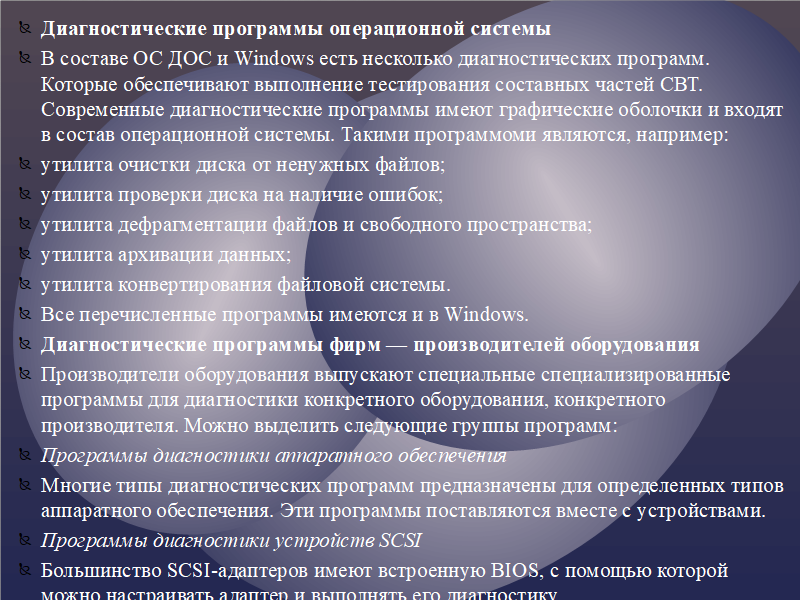 Диагностические программы операционной системы
В составе ОС ДОС и Windows есть несколько диагностических программ.
Которые обеспечивают выполнение тестирования составных частей СВТ.
Современные диагностические программы имеют графические оболочки и входят
в состав операционной системы. Такими программоми являются, например:
утилита очистки диска от ненужных файлов;
утилита проверки диска на наличие ошибок;
утилита дефрагментации файлов и свободного пространства;
утилита архивации данных;
утилита конвертирования файловой системы.
Все перечисленные программы имеются и в Windows.
Диагностические программы фирм — производителей оборудования
Производители оборудования выпускают специальные специализированные
программы для диагностики конкретного оборудования, конкретного
производителя. Можно выделить следующие группы программ:
Программы диагностики аппаратного обеспечения
Многие типы диагностических программ предназначены для определенных типов
аппаратного обеспечения. Эти программы поставляются вместе с устройствами.
Программы диагностики устройств SCSI
Большинство SCSI-адаптеров имеют встроенную BIOS, с помощью которой
можно настраивать адаптер и выполнять его диагностику